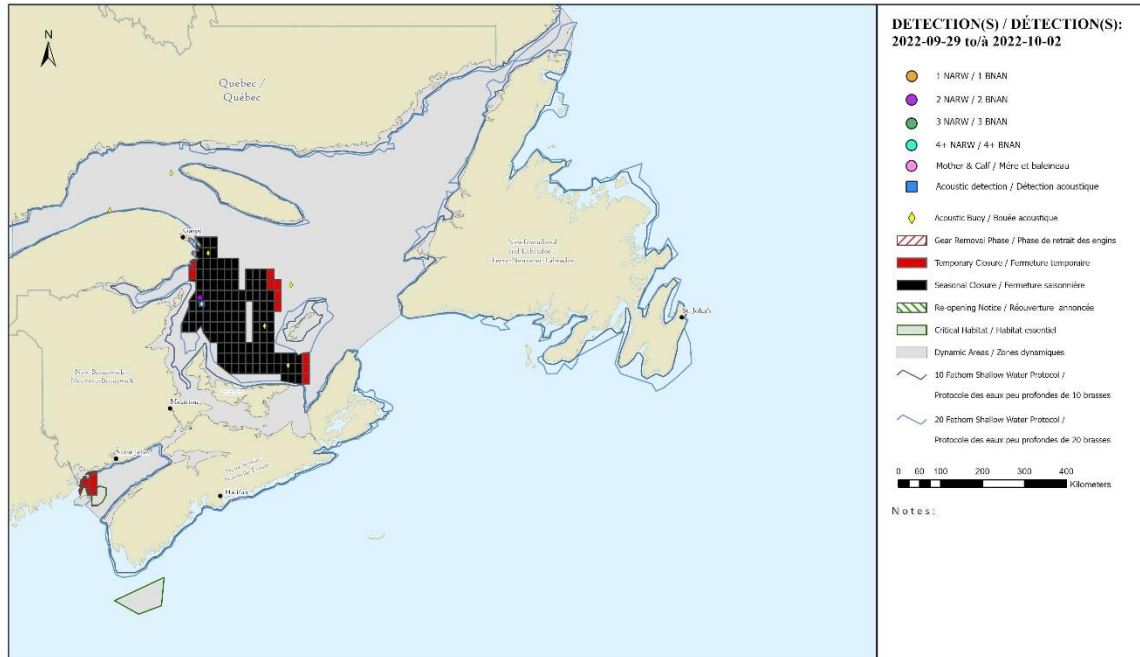 N
Quebec /
Québec
Gaspé
Newfoundland
and Labrador
Terre-Neuve-et-Labrador
St. John's
New Brunswick
Moncton
Saint John
Halifax
DETECTION(S) / DÉTECTION(S):
2022-09-29 to/à 2022-10-02
1 NARW / 1 BNAN
2 NARW / 2 BNAN
3 NARW / 3 BNAN
4+ NARW / 4+ BNAN
Mother & Calf / Mère et baleineau
Acoustic detection / Détection acoustique
Acoustic Buoy / Bouée acoustique
Gear Removal Phase / Phase de retrait des engins
Temporary Closure / Fermeture temporaire
Seasonal Closure / Fermeture saisonnière
Re-opening Notice / Réouverture annoncée
Critical Habitat / Habitat essentiel
Dynamic Areas / Zones dynamiques
10 Fathom Shallow Water Protocol /
Protocole des eaux peu profondes de 10 brasses
20 Fathom Shallow Water Protocol /
Protocole des eaux peu profondes de 20 brasses
0 60 100 200 300 400
Kilometers
Notes: